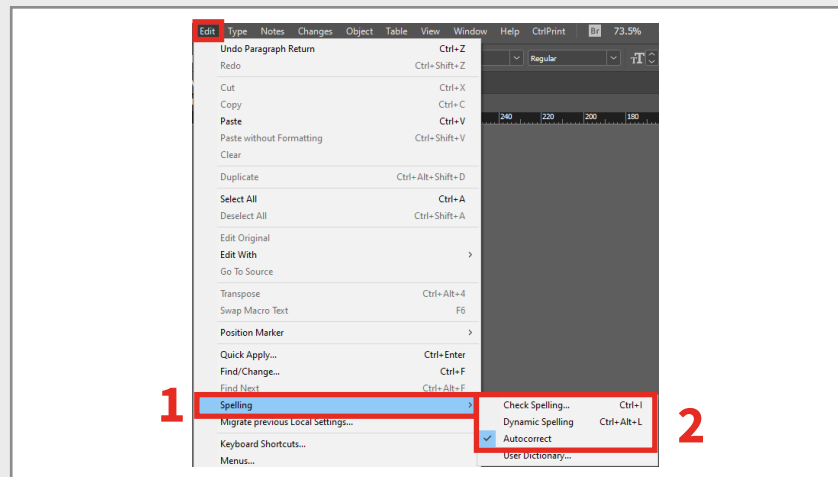 Edit Type Notes Changes Object Table View Window Help CtrlPrint Br 73.5%
Undo Paragraph Return Ctrl+Z
Regular
Redo Ctrl+Shift+Z
Cut Ctrl+X
Copy Ctrl+C
Paste Ctrl+V
240 220 200 180
Paste without Formatting Ctrl+Shift+V
Clear
Duplicate Ctrl+Alt+Shift+D
Select All Ctrl+A
Deselect All Ctrl+Shift+A
Edit Original
Edit With
Go To Source
Transpose Ctrl+Alt+4
Swap Macro Text F6
Position Marker
Quick Apply... Ctrl+Enter
Find/Change... Ctrl+F
Find Next Ctrl+Alt+F
1 Spelling
Check Spelling... Ctrl+I
Migrate previous Local Settings...
Dynamic Spelling Ctrl+Alt+L
2
Autocorrect
Keyboard Shortcuts...
User Dictionary...
Menus...